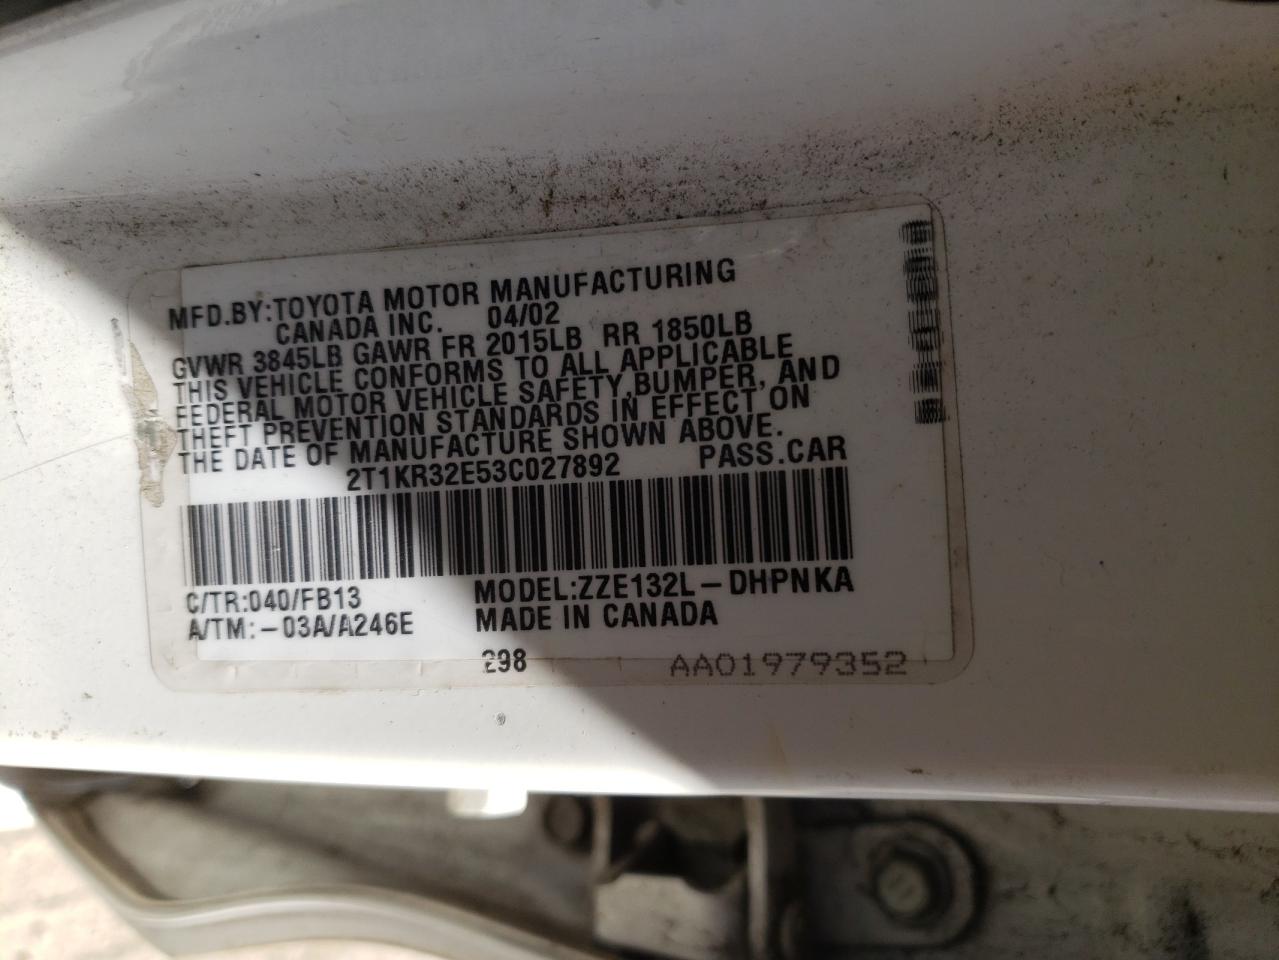 MFD.BY:TOYOTA MOTOR MANUFACTURING
CANADA INC. 04/02
GVWR 3845LB GAWR FR 2015LB RR 1850LB
THIS VEHICLE CONFORMS TO ALL APPLICABLE
FEDERAL MOTOR VEHICLE SAFETY,BUMPER, AND
THEFT PREVENTION STANDARDS IN EFFECT ON
THE DATE OF MANUFACTURE SHOWN ABOVE.
2T1KR32E53C027892 PASS.CAR
C/TR:040/FB13 MODEL:ZZE132L-DHPNKA
A/TM:-03A/A246E MADE IN CANADA
298 AA01979352